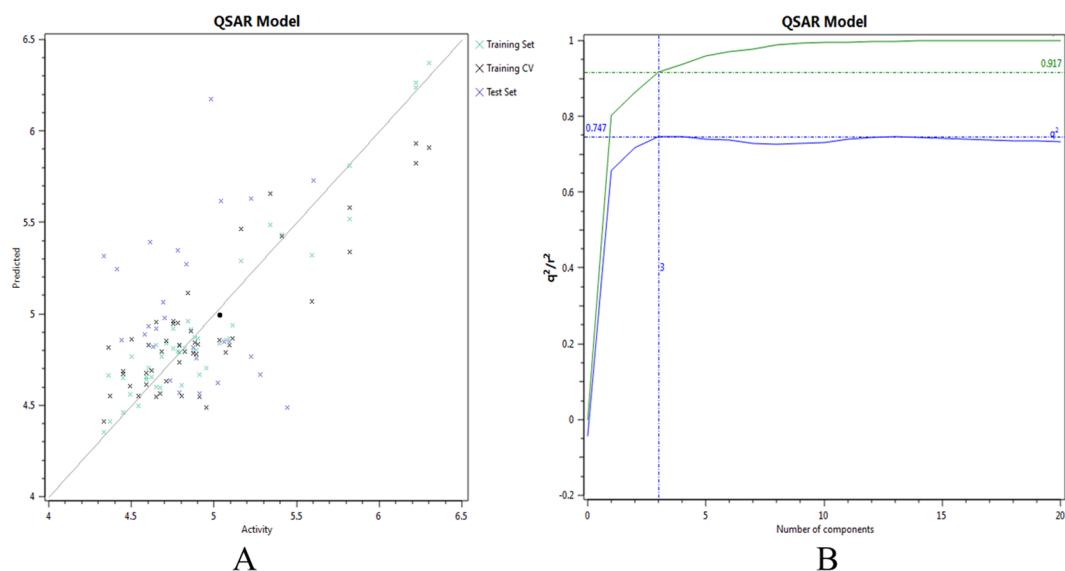 QSAR Model
6.5
6
5.5
5
4.5
4
4
4.5
5
5.5
6
6.5
Predicted
Activity
Training Set
Training CV
Test Set
A
QSAR Model
1
0.8
0.6
0.4
0.2
0
-0.2
0
5
10
15
20
q²/r²
Number of components
0.917
0.747
q²
3
B